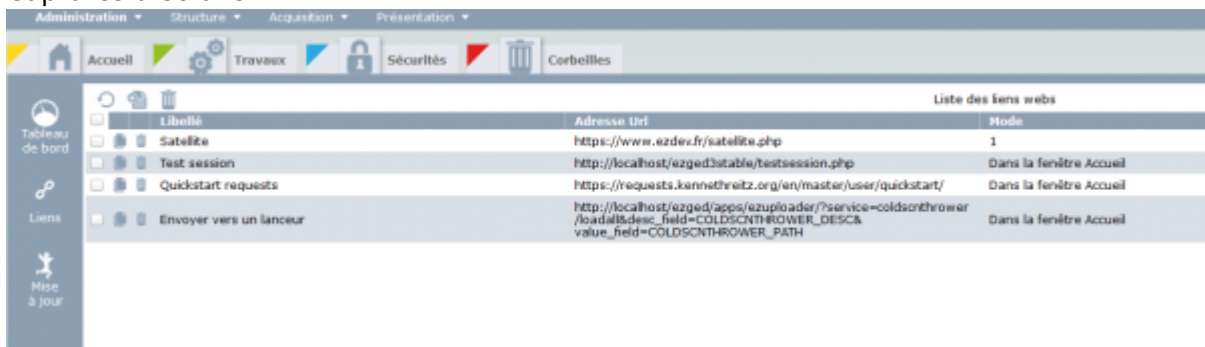 Administration Structure Acquisition Présentation
Accueil Travaux Sécurités Corbeilles
Liste des liens webs
Libellé Adresse Url Mode
Satellite https://www.ezdev.fr/satellite.php 1
Test session http://localhost/ezged3stable/testsession.php Dans la fenêtre Accueil
Quickstart requests https://requests.kennethreitz.org/en/master/user/quickstart/ Dans la fenêtre Accueil
Envoyer vers un lanceur http://localhost/ezged/apps/ezuploader/?service=coldscnthrower
/loadall&desc_field=COLDSCNTHROWER_DESC&
value_field=COLDSCNTHROWER_PATH Dans la fenêtre Accueil
Tableau
de bord
Liens
Mise
à jour